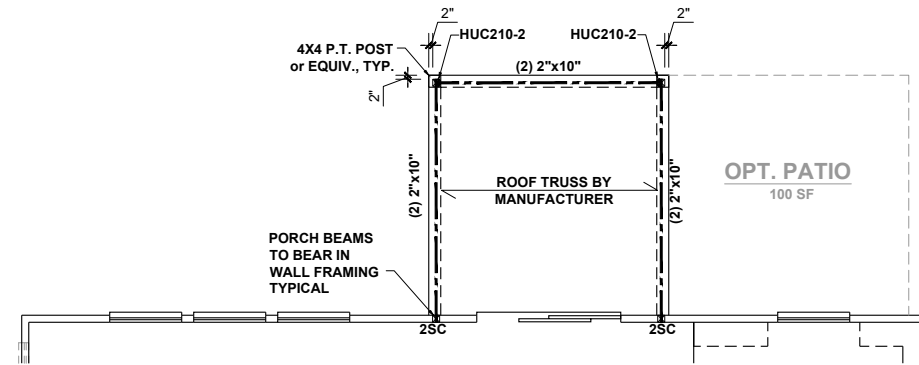 2"
2"
HUC210-2
HUC210-2
4X4 P.T. POST
or EQUIV., TYP.
(2) 2"x10"
2"
(2) 2"x10"
(2) 2"x10"
ROOF TRUSS BY
MANUFACTURER
OPT. PATIO
100 SF
PORCH BEAMS
TO BEAR IN
WALL FRAMING
TYPICAL
2SC
2SC